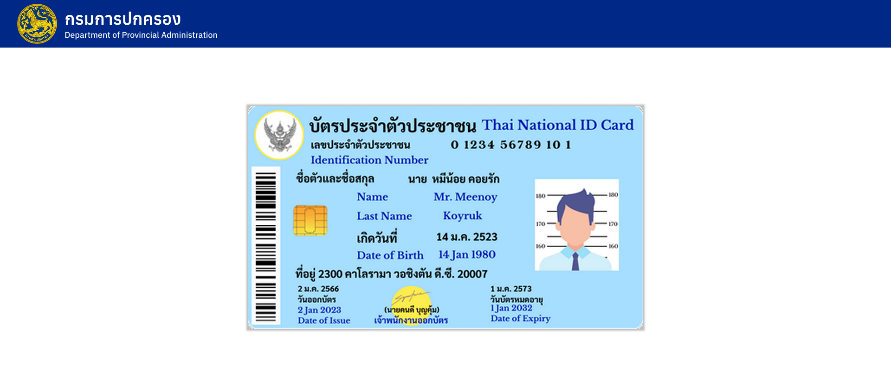 กรมการปกครอง
Department of Provincial Administration
บัตรประจำตัวประชาชน Thai National ID Card
เลขประจำตัวประชาชน 0 1234 56789 10 1
Identification Number
ชื่อตัวและชื่อสกุล นาย หมีน้อย คอยรัก
Name Mr. Meenoy
Last Name Koyruk
เกิดวันที่ 14 ม.ค. 2523
Date of Birth 14 Jan 1980
ที่อยู่ 2300 คาโลรามา วอชิงตัน ดี.ซี. 20007
180 180
170 170
160 160
2 ม.ค. 2566
วันออกบัตร
2 Jan 2023
Date of Issue
(นายคนดี บุญคุ้ม)
เจ้าพนักงานออกบัตร
1 ม.ค. 2573
วันบัตรหมดอายุ
1 Jan 2032
Date of Expiry